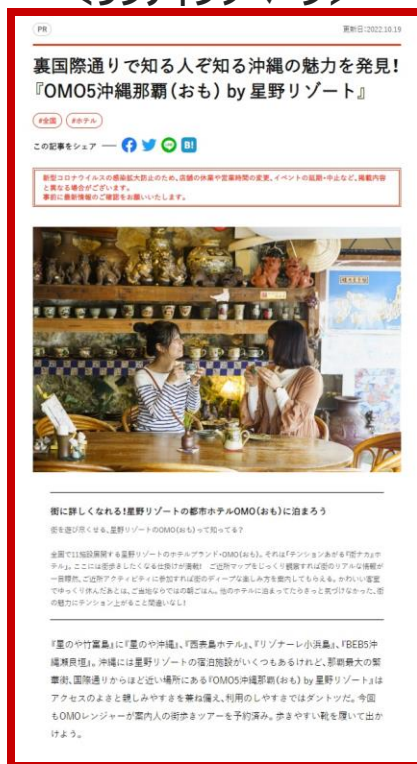 PR
更新日:2022.10.19
裏国際通りで知る人ぞ知る沖縄の魅力を発見!
『OMO5沖縄那覇(おも) by 星野リゾート』
#全国 #ホテル
この記事をシェア
B!
新型コロナウイルスの感染拡大防止のため、店舗の休業や営業時間の変更、イベントの延期・中止など、掲載内容
と異なる場合がございます。
事前に最新情報のご確認をお願いいたします。
街に詳しくなれる!星野リゾートの都市ホテルOMO(おも)に泊まろう
街を遊び尽くせる、星野リゾートのOMO(おも)って知ってる?
全国で11施設展開する星野リゾートのホテルブランド・OMO(おも)。それは「テンションあがる『街ナカ』ホ
テル」。ここには街歩きしたくなる仕掛けが満載! ご近所マップをじっくり観察すれば街のリアルな情報が
一目瞭然。ご近所アクティビティに参加すれば街のディープな楽しみ方を案内してもらえる。かわいい客室
でゆっくり休んだあとは、ご当地ならではの朝ごはん。他のホテルに泊まってたらきっと気づけなかった、街
の魅力にテンション上がること間違いなし!
『星のや竹富島』に『星のや沖縄』、『西表島ホテル』、『リゾナーレ小浜島』、『BEB5沖
縄瀬良垣』。沖縄には星野リゾートの宿泊施設がいくつもあるけれど、那覇最大の繁
華街、国際通りからほど近い場所にある『OMO5沖縄那覇(おも) by 星野リゾート』は
アクセスのよさと親しみやすさを兼ね備え、利用のしやすさではダントツだ。今回
もOMOレンジャーが案内人の街歩きツアーを予約済み。歩きやすい靴を履いて出か
けよう。